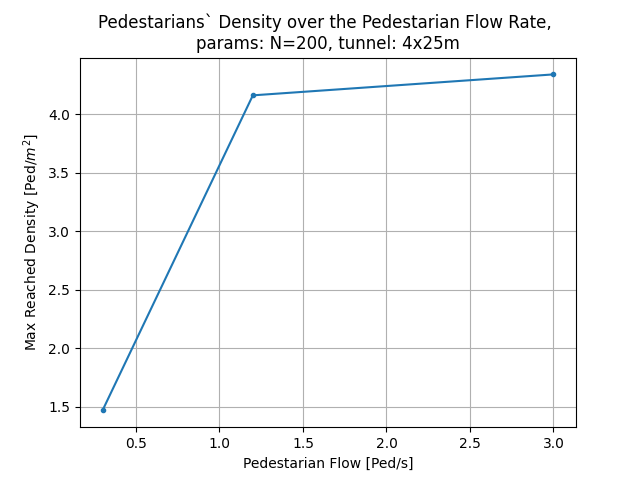 Pedestarians` Density over the Pedestarian Flow Rate,
params: N=200, tunnel: 4x25m
Max Reached Density [Ped/m²]
4.0
3.5
3.0
2.5
2.0
1.5
0.5 1.0 1.5 2.0 2.5 3.0
Pedestarian Flow [Ped/s]